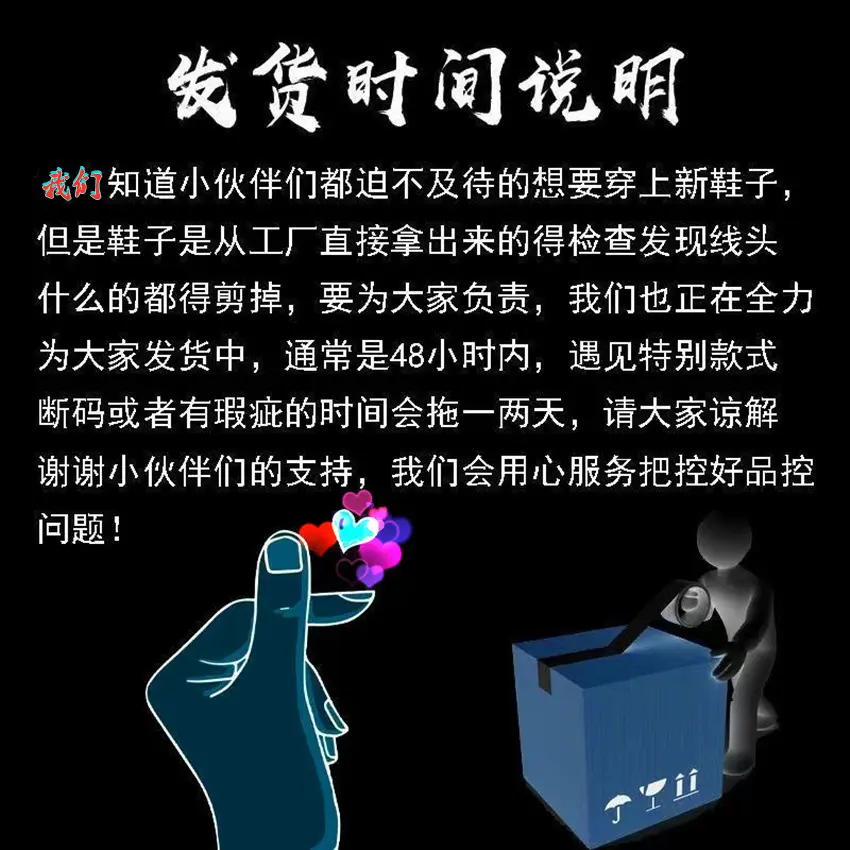 发货时间说明
我们知道小伙伴们都迫不及待的想要穿上新鞋子，
但是鞋子是从工厂直接拿出来的得检查发现线头
什么的都得剪掉，要为大家负责，我们也正在全力
为大家发货中，通常是48小时内，遇见特别款式
断码或者有瑕疵的时间会拖一两天，请大家谅解
谢谢小伙伴们的支持，我们会用心服务把控好品控
问题！